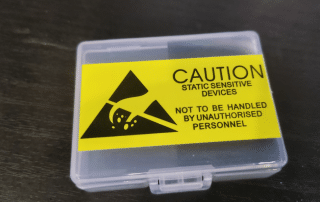 CAUTION
STATIC SENSITIVE
DEVICES
NOT TO BE HANDLED
BY UNAUTHORISED
PERSONNEL